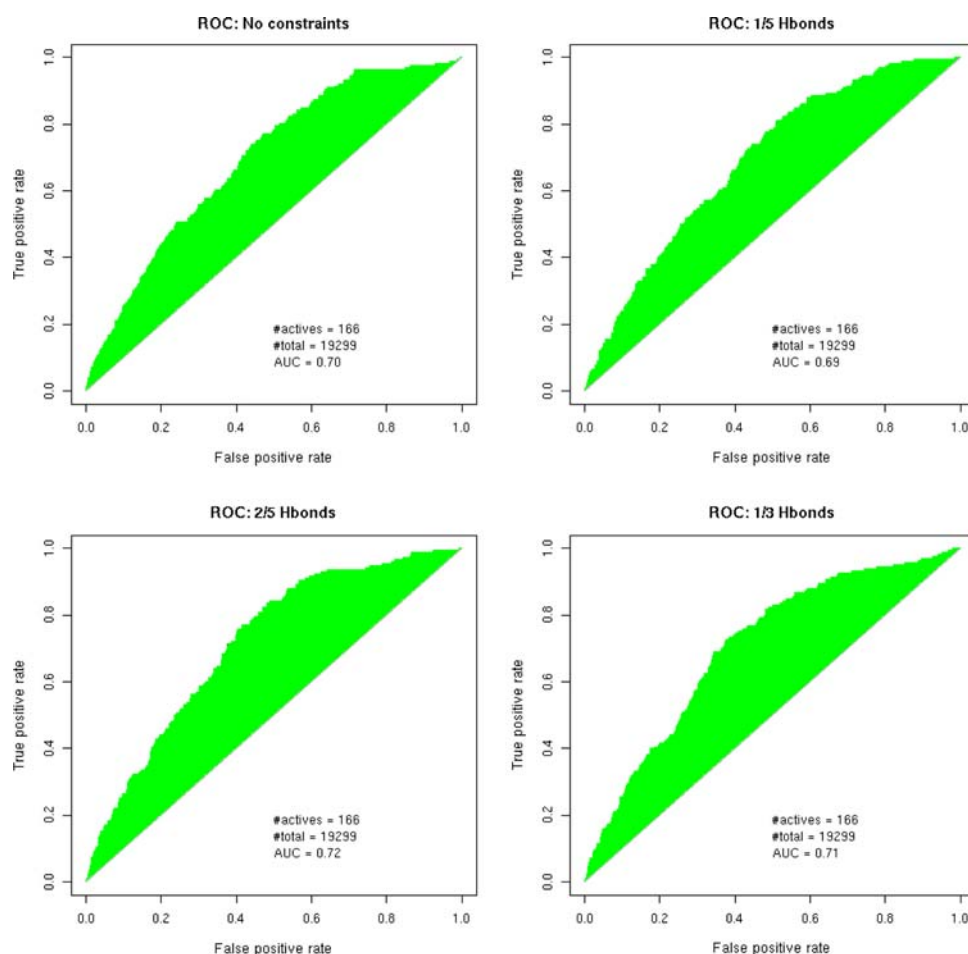 ROC: No constraints
True positive rate
1.0
0.8
0.6
0.4
0.2
0.0
#actives = 166
#total = 19299
AUC = 0.70
0.0 0.2 0.4 0.6 0.8 1.0
False positive rate
ROC: 1/5 Hbonds
True positive rate
1.0
0.8
0.6
0.4
0.2
0.0
#actives = 166
#total = 19299
AUC = 0.69
0.0 0.2 0.4 0.6 0.8 1.0
False positive rate
ROC: 2/5 Hbonds
True positive rate
1.0
0.8
0.6
0.4
0.2
0.0
#actives = 166
#total = 19299
AUC = 0.72
0.0 0.2 0.4 0.6 0.8 1.0
False positive rate
ROC: 1/3 Hbonds
True positive rate
1.0
0.8
0.6
0.4
0.2
0.0
#actives = 166
#total = 19299
AUC = 0.71
0.0 0.2 0.4 0.6 0.8 1.0
False positive rate